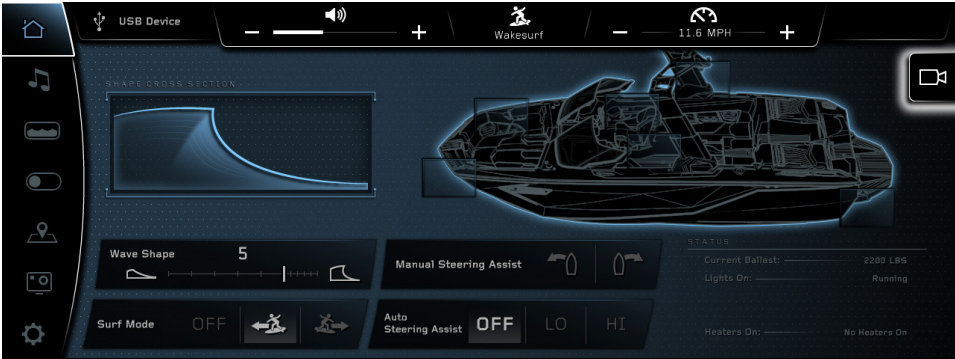 USB Device
Wakesurf
11.6 MPH
SHAPE CROSS SECTION
Wave Shape 5
Manual Steering Assist
STATUS
Current Ballast: 2200 LBS
Lights On: Running
Surf Mode OFF
Auto
Steering Assist OFF LO HI
Heaters On: No Heaters On